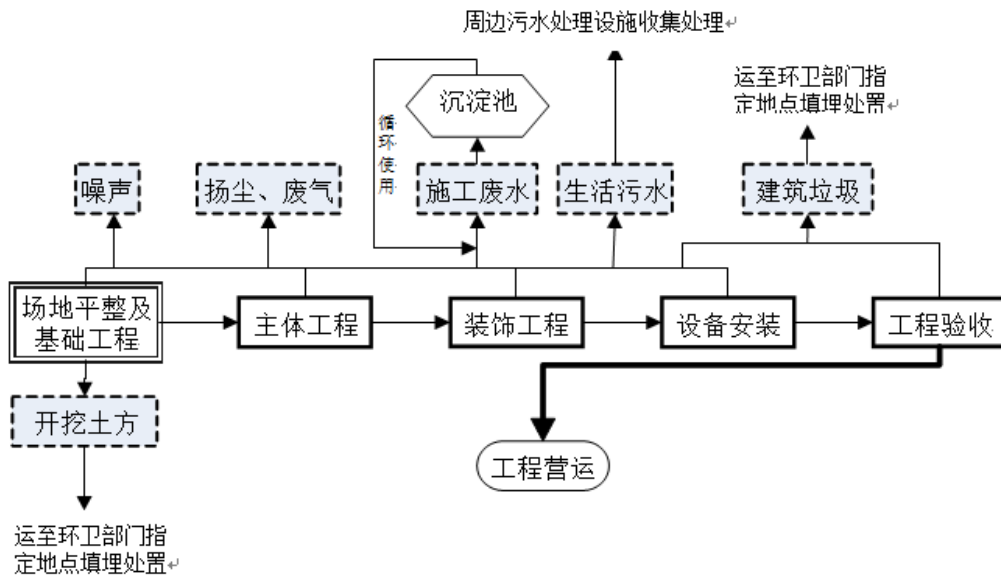 周边污水处理设施收集处理
运至环卫部门指
定地点填埋处置
沉淀池
循
环
使
用
噪声
扬尘、废气
施工废水
生活污水
建筑垃圾
场地平整及
基础工程
主体工程
装饰工程
设备安装
工程验收
开挖土方
工程营运
运至环卫部门指
定地点填埋处置